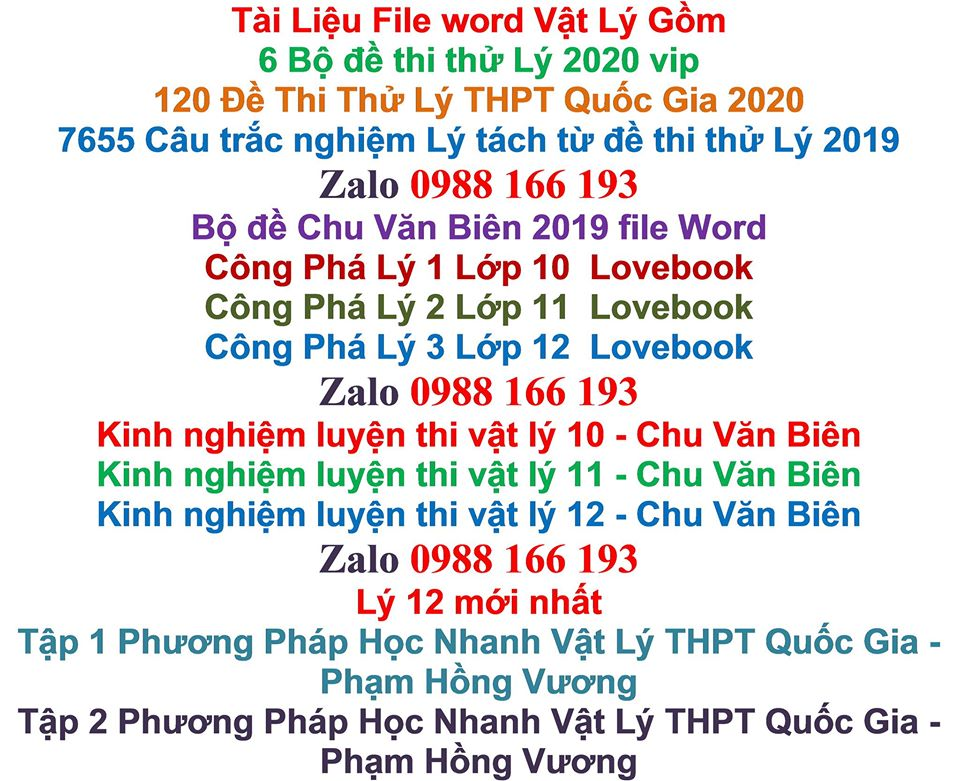 Tài Liệu File word Vật Lý Gồm
6 Bộ đề thi thử Lý 2020 vip
120 Đề Thi Thử Lý THPT Quốc Gia 2020
7655 Câu trắc nghiệm Lý tách từ đề thi thử Lý 2019
Zalo 0988 166 193
Bộ đề Chu Văn Biên 2019 file Word
Công Phá Lý 1 Lớp 10 Lovebook
Công Phá Lý 2 Lớp 11 Lovebook
Công Phá Lý 3 Lớp 12 Lovebook
Zalo 0988 166 193
Kinh nghiệm luyện thi vật lý 10 - Chu Văn Biên
Kinh nghiệm luyện thi vật lý 11 - Chu Văn Biên
Kinh nghiệm luyện thi vật lý 12 - Chu Văn Biên
Zalo 0988 166 193
Lý 12 mới nhất
Tập 1 Phương Pháp Học Nhanh Vật Lý THPT Quốc Gia -
Phạm Hồng Vương
Tập 2 Phương Pháp Học Nhanh Vật Lý THPT Quốc Gia -
Phạm Hồng Vương